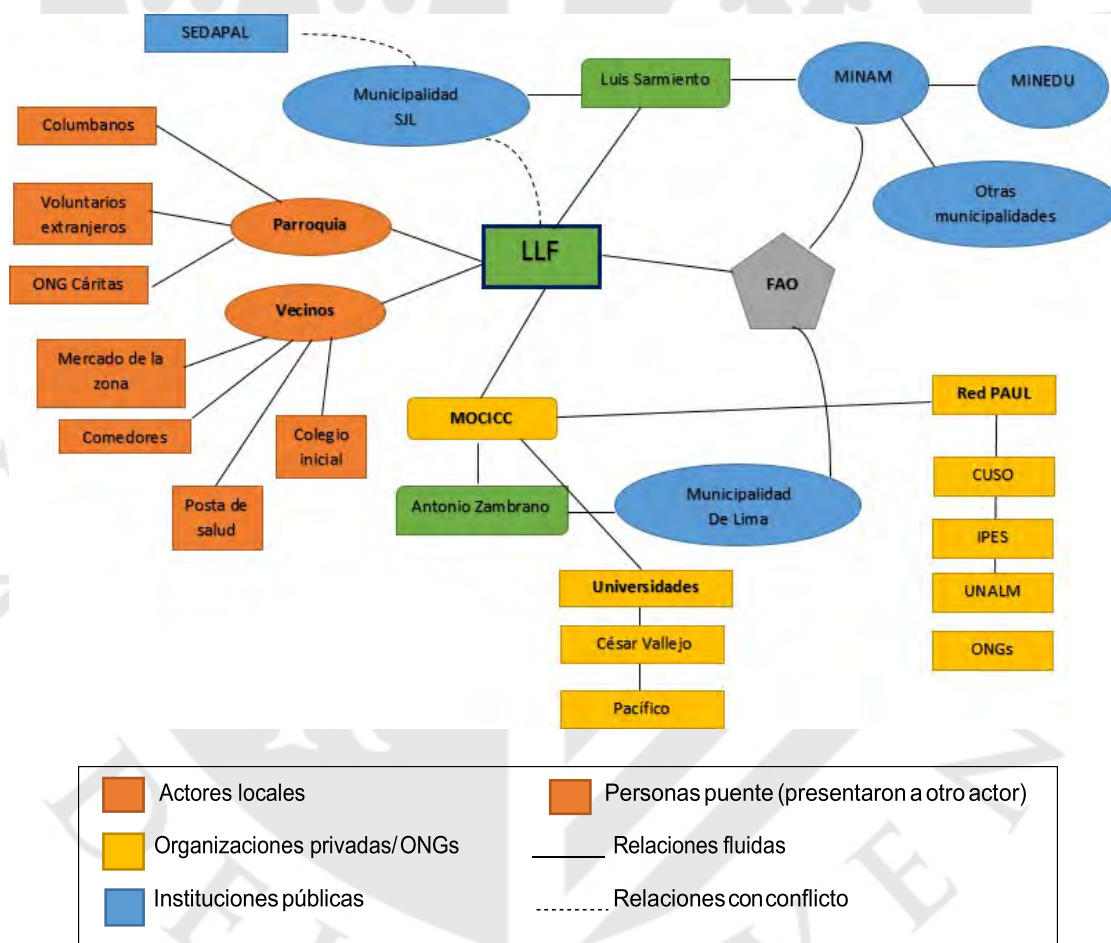 SEDAPAL
Municipalidad
SJL
Luis Sarmiento
MINAM
MINEDU
Columbanos
Voluntarios
extranjeros
ONG Cáritas
Parroquia
Otras
municipalidades
LLF
FAO
Vecinos
Mercado de la
zona
Comedores
Posta de
salud
Colegio
inicial
MOCICC
Antonio Zambrano
Municipalidad
De Lima
Red PAUL
CUSO
IPES
UNALM
ONGs
Universidades
César Vallejo
Pacífico
Actores locales
Personas puente (presentaron a otro actor)
Organizaciones privadas/ ONGs
Relaciones fluidas
Instituciones públicas
Relaciones con conflicto